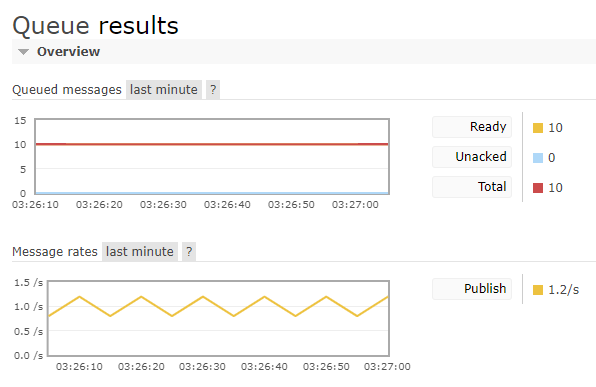 Queue results
Overview
Queued messages last minute ?
15
10
5
0
03:26:10 03:26:20 03:26:30 03:26:40 03:26:50 03:27:00
Ready 10
Unacked 0
Total 10
Message rates last minute ?
1.5 /s
1.0 /s
0.5 /s
0.0 /s
03:26:10 03:26:20 03:26:30 03:26:40 03:26:50 03:27:00
Publish 1.2/s